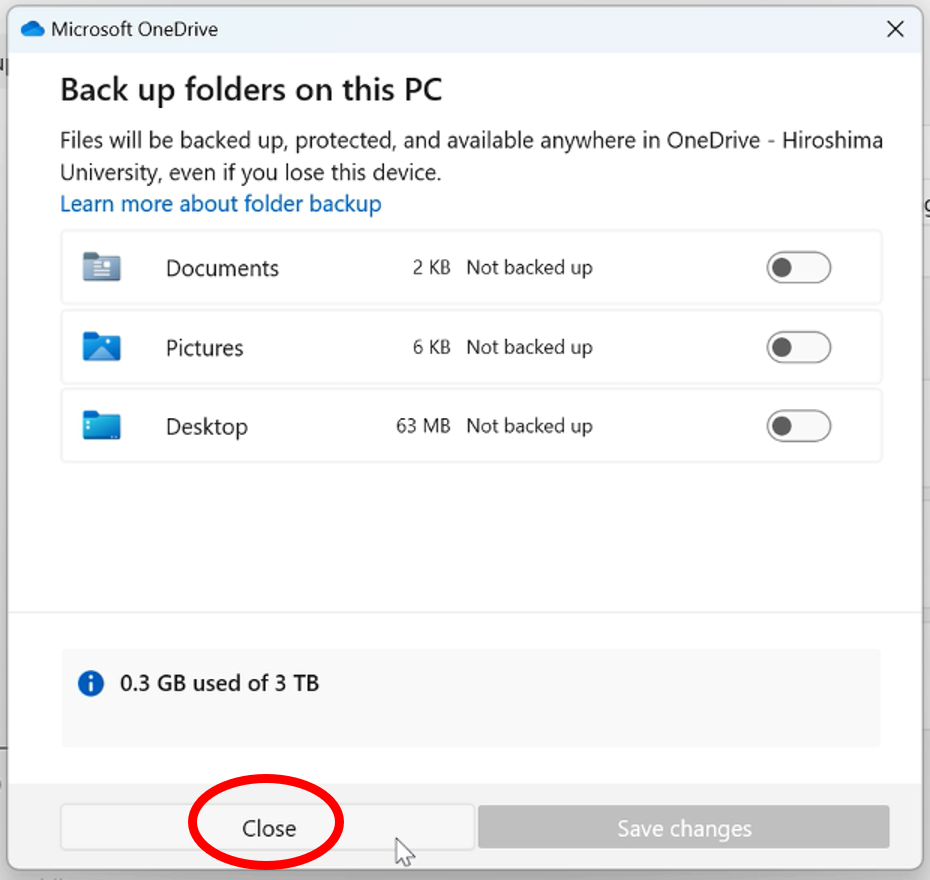 Microsoft OneDrive
Back up folders on this PC
Files will be backed up, protected, and available anywhere in OneDrive - Hiroshima
University, even if you lose this device.
Learn more about folder backup
Documents 2 KB Not backed up
Pictures 6 KB Not backed up
Desktop 63 MB Not backed up
0.3 GB used of 3 TB
Close Save changes